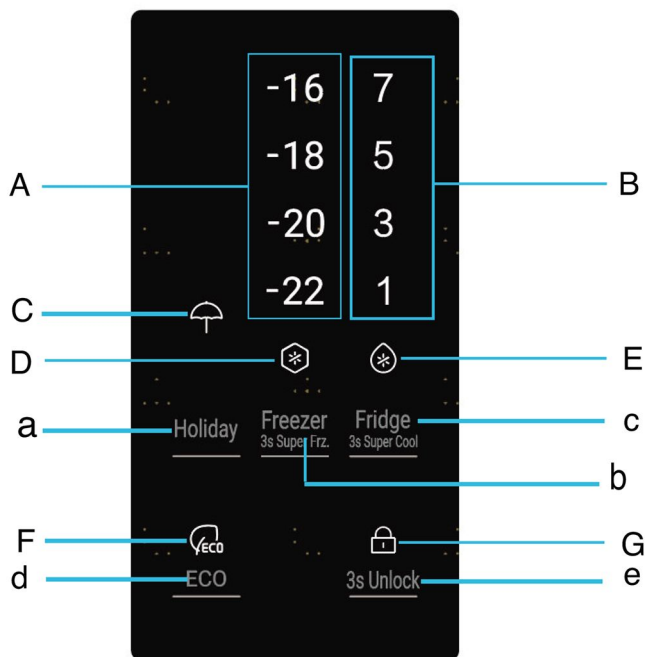 -16 7
A -18 5 B
-20 3
C -22 1
D E
a Holiday Freezer Fridge c
3s Super Frz. 3s Super Cool
b
F ECO G
d ECO 3s Unlock e